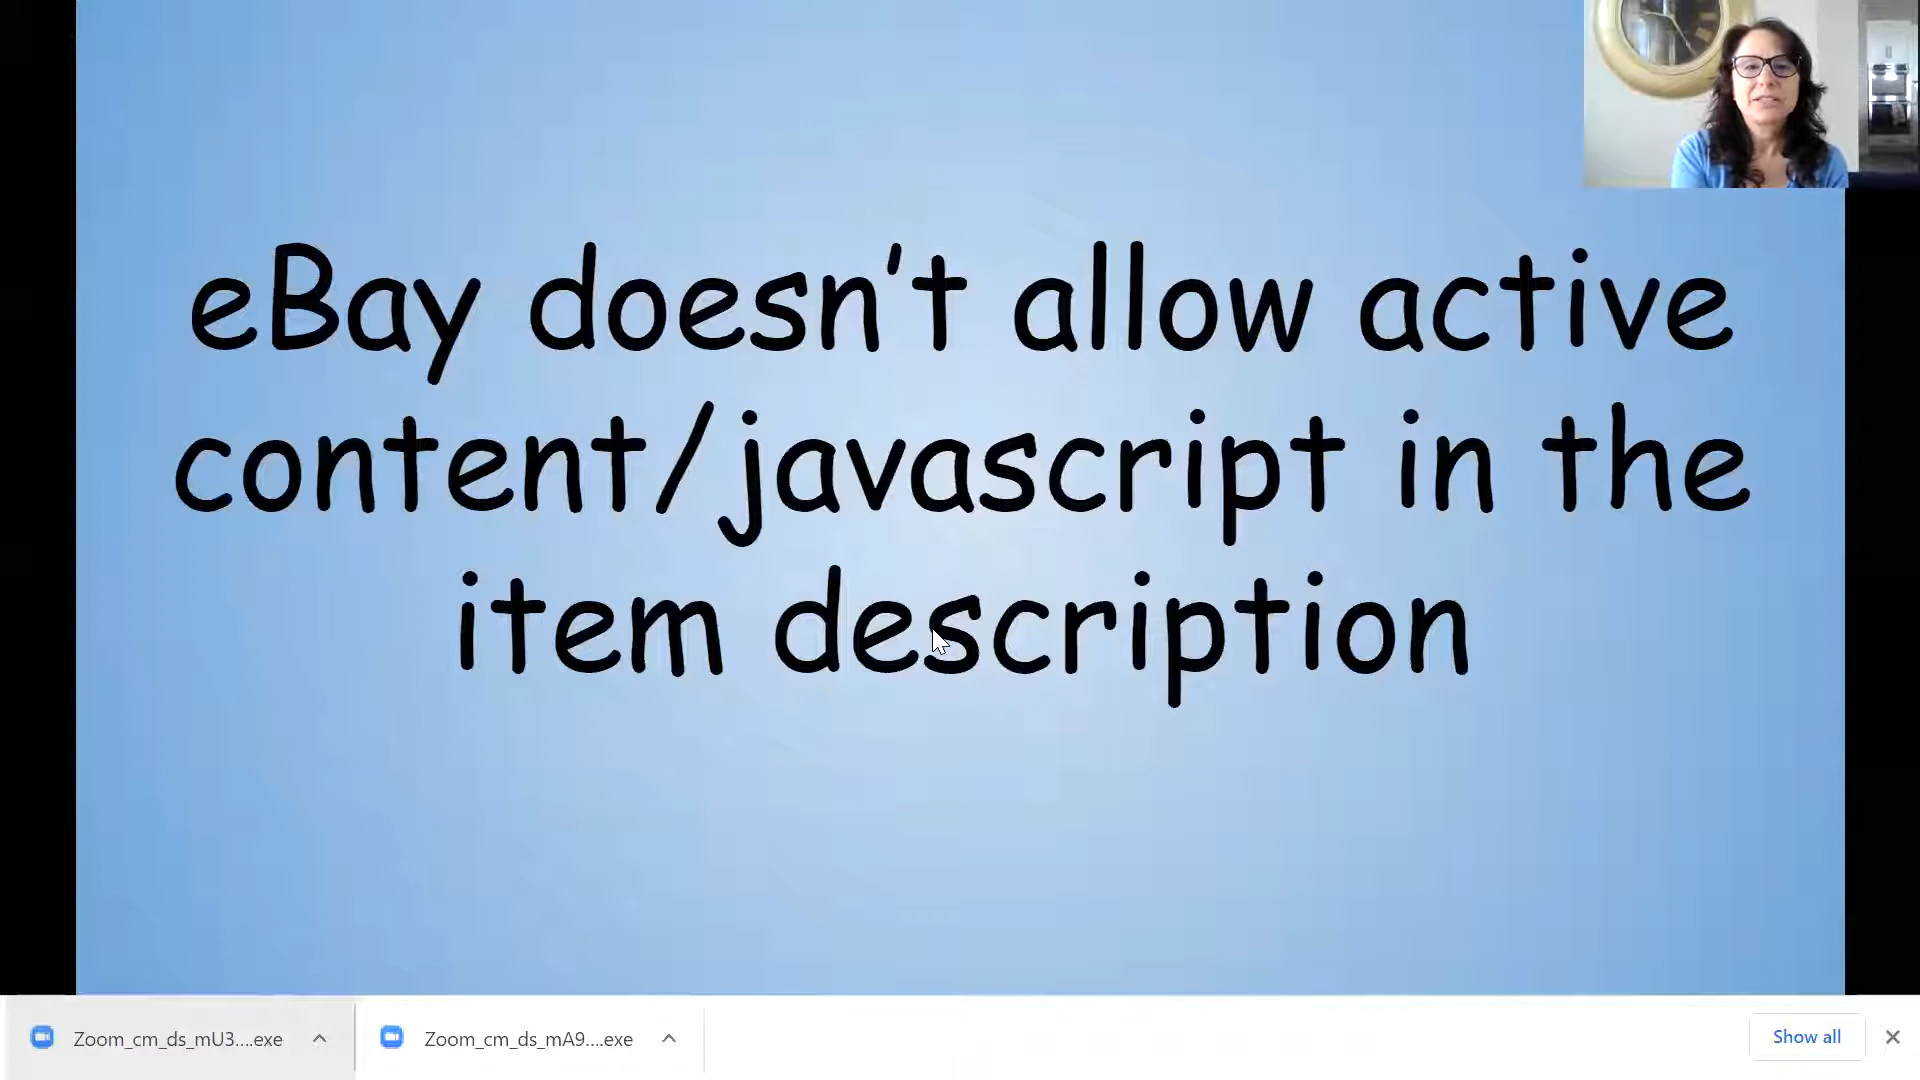 eBay doesn't allow active
content/javascript in the
item description
Zoom_cm_ds_mU3....exe
Zoom_cm_ds_mA9....exe
Show all